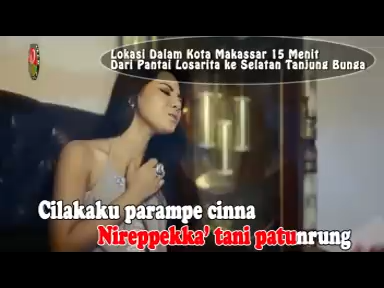 Lokasi Dalam Kota Makassar 15 Menit
Dari Pantai Losarita ke Selatan Tanjung Bunga
Cilakaku parampe cinna
Nireppekka' tani patunrung